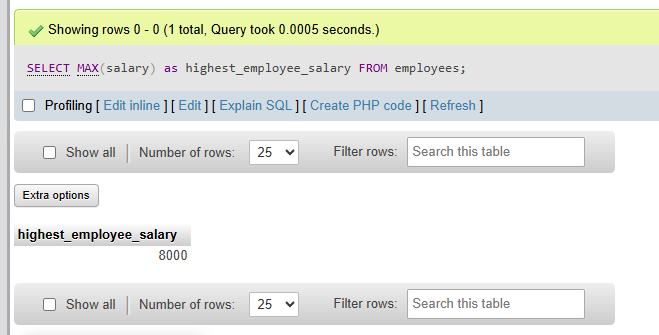 Showing rows 0 - 0 (1 total, Query took 0.0005 seconds.)
SELECT MAX(salary) as highest_employee_salary FROM employees;
Profiling [ Edit inline ] [ Edit ] [ Explain SQL ] [ Create PHP code ] [ Refresh ]
Show all Number of rows: 25 Filter rows: Search this table
Extra options
highest_employee_salary
8000
Show all Number of rows: 25 Filter rows: Search this table